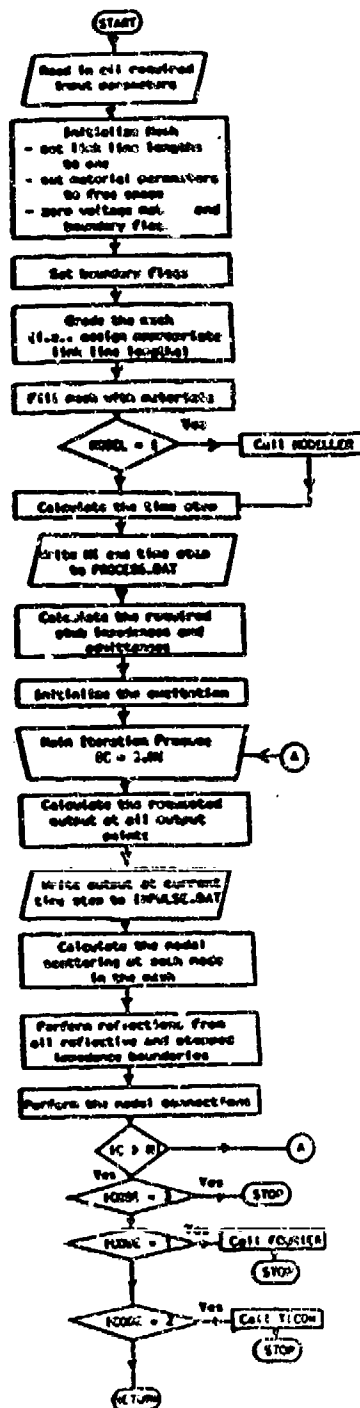 START
Read in all required
input parameters
Initialize Mesh
- set link line lengths
to one
- set material parameters
to free space
- zero voltage and
boundary flag
Set boundary flags
Grade the mesh
(i.e., assign appropriate
link line lengths)
Fill mesh with materials
Yes
MODEL = 1
Call MODELLER
Calculate the time step
Write and time step
to PROCESS.DAT
Calculate the required
stub impedances and
admittances
Initialize the excitation
Main Iteration Process
A
Calculate the requested
output at all output
points
Write output at current
time step to IMPULSE.DAT
Calculate the nodal
scattering at each node
in the mesh
Perform reflections from
all reflective and stepped
impedance boundaries
Perform the nodal connections
A
Yes
Yes
STOP
Yes
Call FOURIER
STOP
Yes
= 2
Call
STOP
RETURN